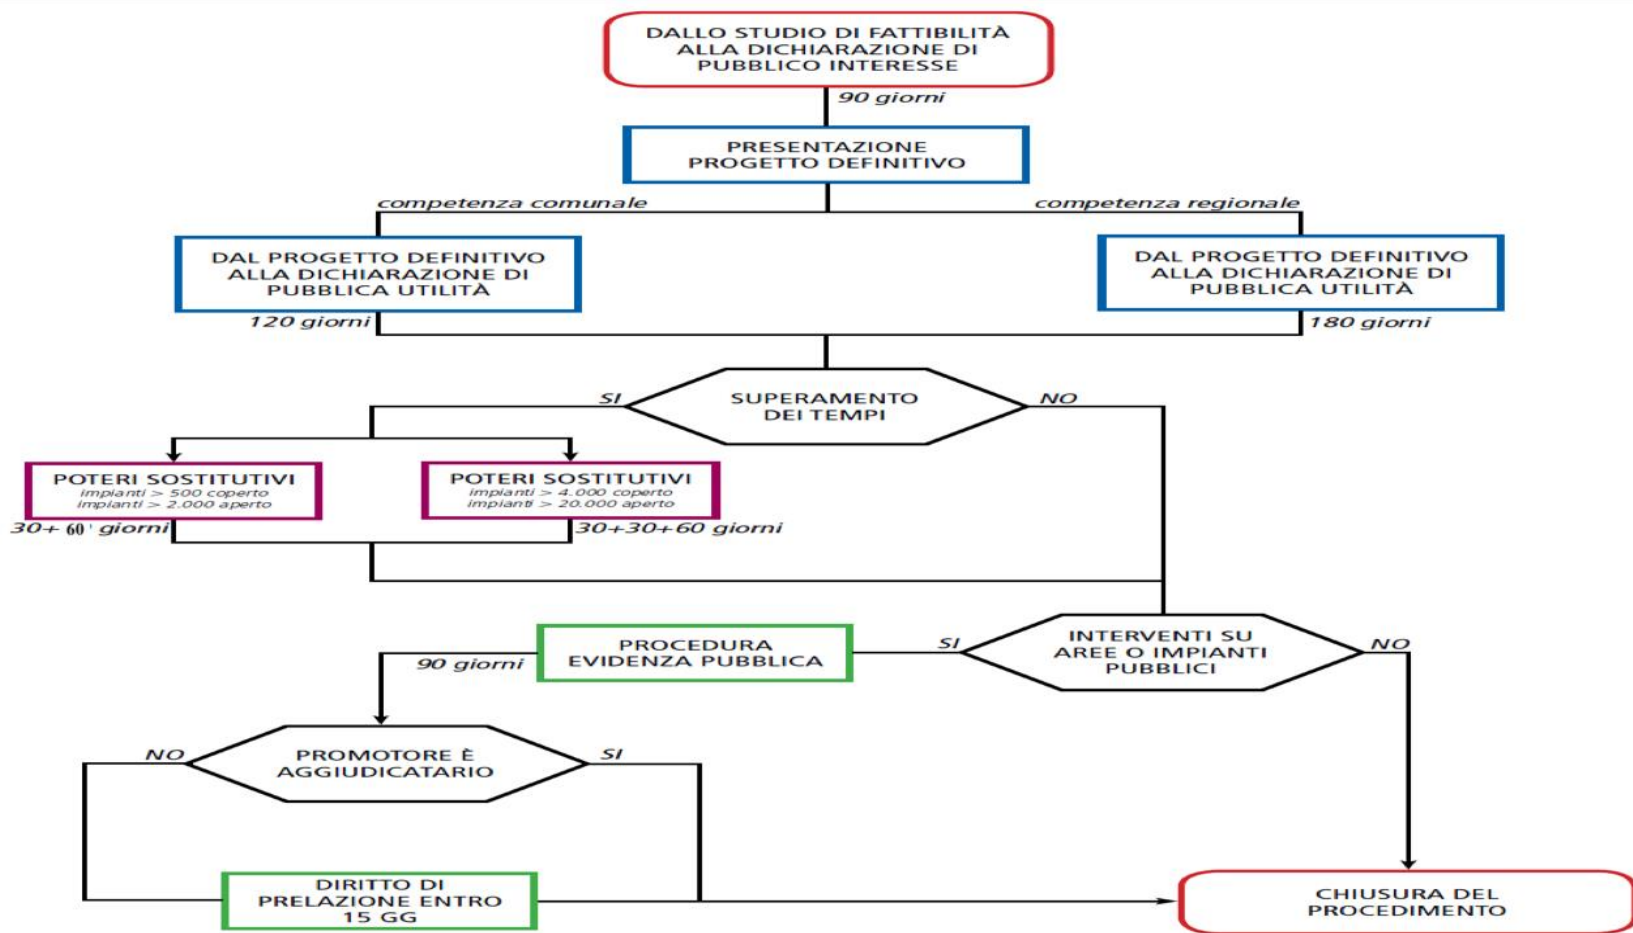 DALLO STUDIO DI FATTIBILITÀ
ALLA DICHIARAZIONE DI
PUBBLICO INTERESSE
90 giorni
PRESENTAZIONE
PROGETTO DEFINITIVO
competenza comunale
competenza regionale
DAL PROGETTO DEFINITIVO
ALLA DICHIARAZIONE DI
PUBBLICA UTILITÀ
DAL PROGETTO DEFINITIVO
ALLA DICHIARAZIONE DI
PUBBLICA UTILITÀ
120 giorni
180 giorni
SI
SUPERAMENTO
DEI TEMPI
NO
POTERI SOSTITUTIVI
impianti > 500 coperto
impianti > 2.000 aperto
POTERI SOSTITUTIVI
impianti > 4.000 coperto
impianti > 20.000 aperto
30+ 60' giorni
30+30+60 giorni
PROCEDURA
EVIDENZA PUBBLICA
SI
INTERVENTI SU
AREE O IMPIANTI
PUBBLICI
NO
90 giorni
NO
PROMOTORE È
AGGIUDICATARIO
SI
DIRITTO DI
PRELAZIONE ENTRO
15 GG
CHIUSURA DEL
PROCEDIMENTO